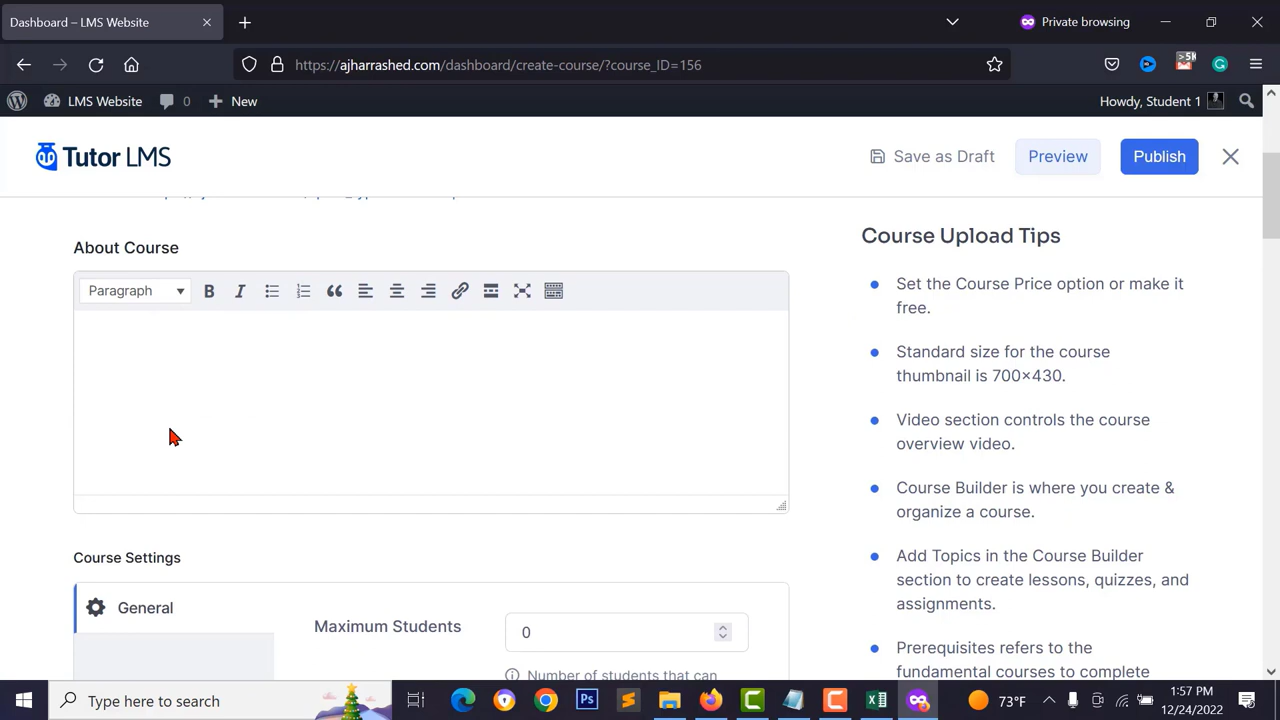 Dashboard – LMS Website
Private browsing
https://ajharrashed.com/dashboard/create-course/?course_ID=156
>5K
LMS Website 0 New
Howdy, Student 1
Tutor LMS
Save as Draft
Preview
Publish
About Course
Paragraph
Course Upload Tips
Set the Course Price option or make it
free.
Standard size for the course
thumbnail is 700×430.
Video section controls the course
overview video.
Course Builder is where you create &
organize a course.
Add Topics in the Course Builder
section to create lessons, quizzes, and
assignments.
Prerequisites refers to the
fundamental courses to complete
Course Settings
General
Maximum Students
0
Number of students that can
Type here to search
73°F
1:57 PM
12/24/2022